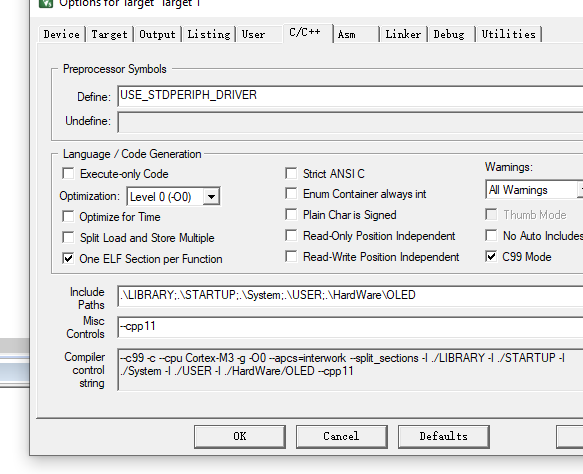 Options for Target 'Target 1'
Device Target Output Listing User C/C++ Asm Linker Debug Utilities
Preprocessor Symbols
Define: USE_STDPERIPH_DRIVER
Undefine:
Language / Code Generation
Execute-only Code
Strict ANSI C
Warnings:
Optimization: Level 0 (-O0)
Enum Container always int
All Warnings
Optimize for Time
Plain Char is Signed
Thumb Mode
Split Load and Store Multiple
Read-Only Position Independent
No Auto Includes
One ELF Section per Function
Read-Write Position Independent
C99 Mode
Include
Paths
.\LIBRARY;.\STARTUP;.\System;.\USER;.\HardWare\OLED
Misc
Controls
--cpp11
Compiler
control
string
--c99 -c --cpu Cortex-M3 -g -O0 --apcs=interwork --split_sections -I ./LIBRARY -I ./STARTUP -I
./System -I ./USER -I ./HardWare/OLED --cpp11
OK Cancel Defaults